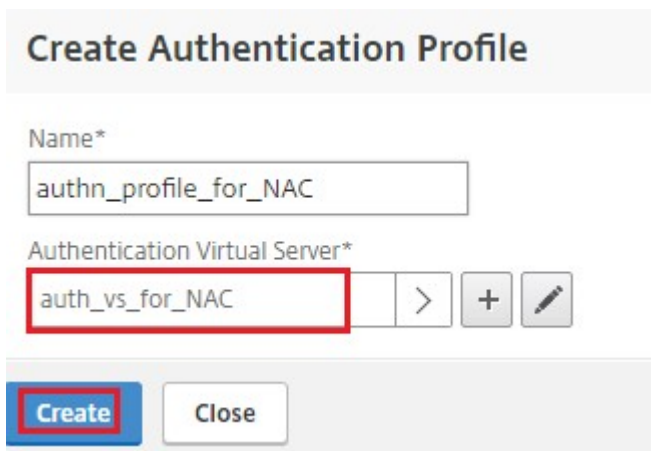 Create Authentication Profile
Name*
authn_profile_for_NAC
Authentication Virtual Server*
auth_vs_for_NAC
Create Close